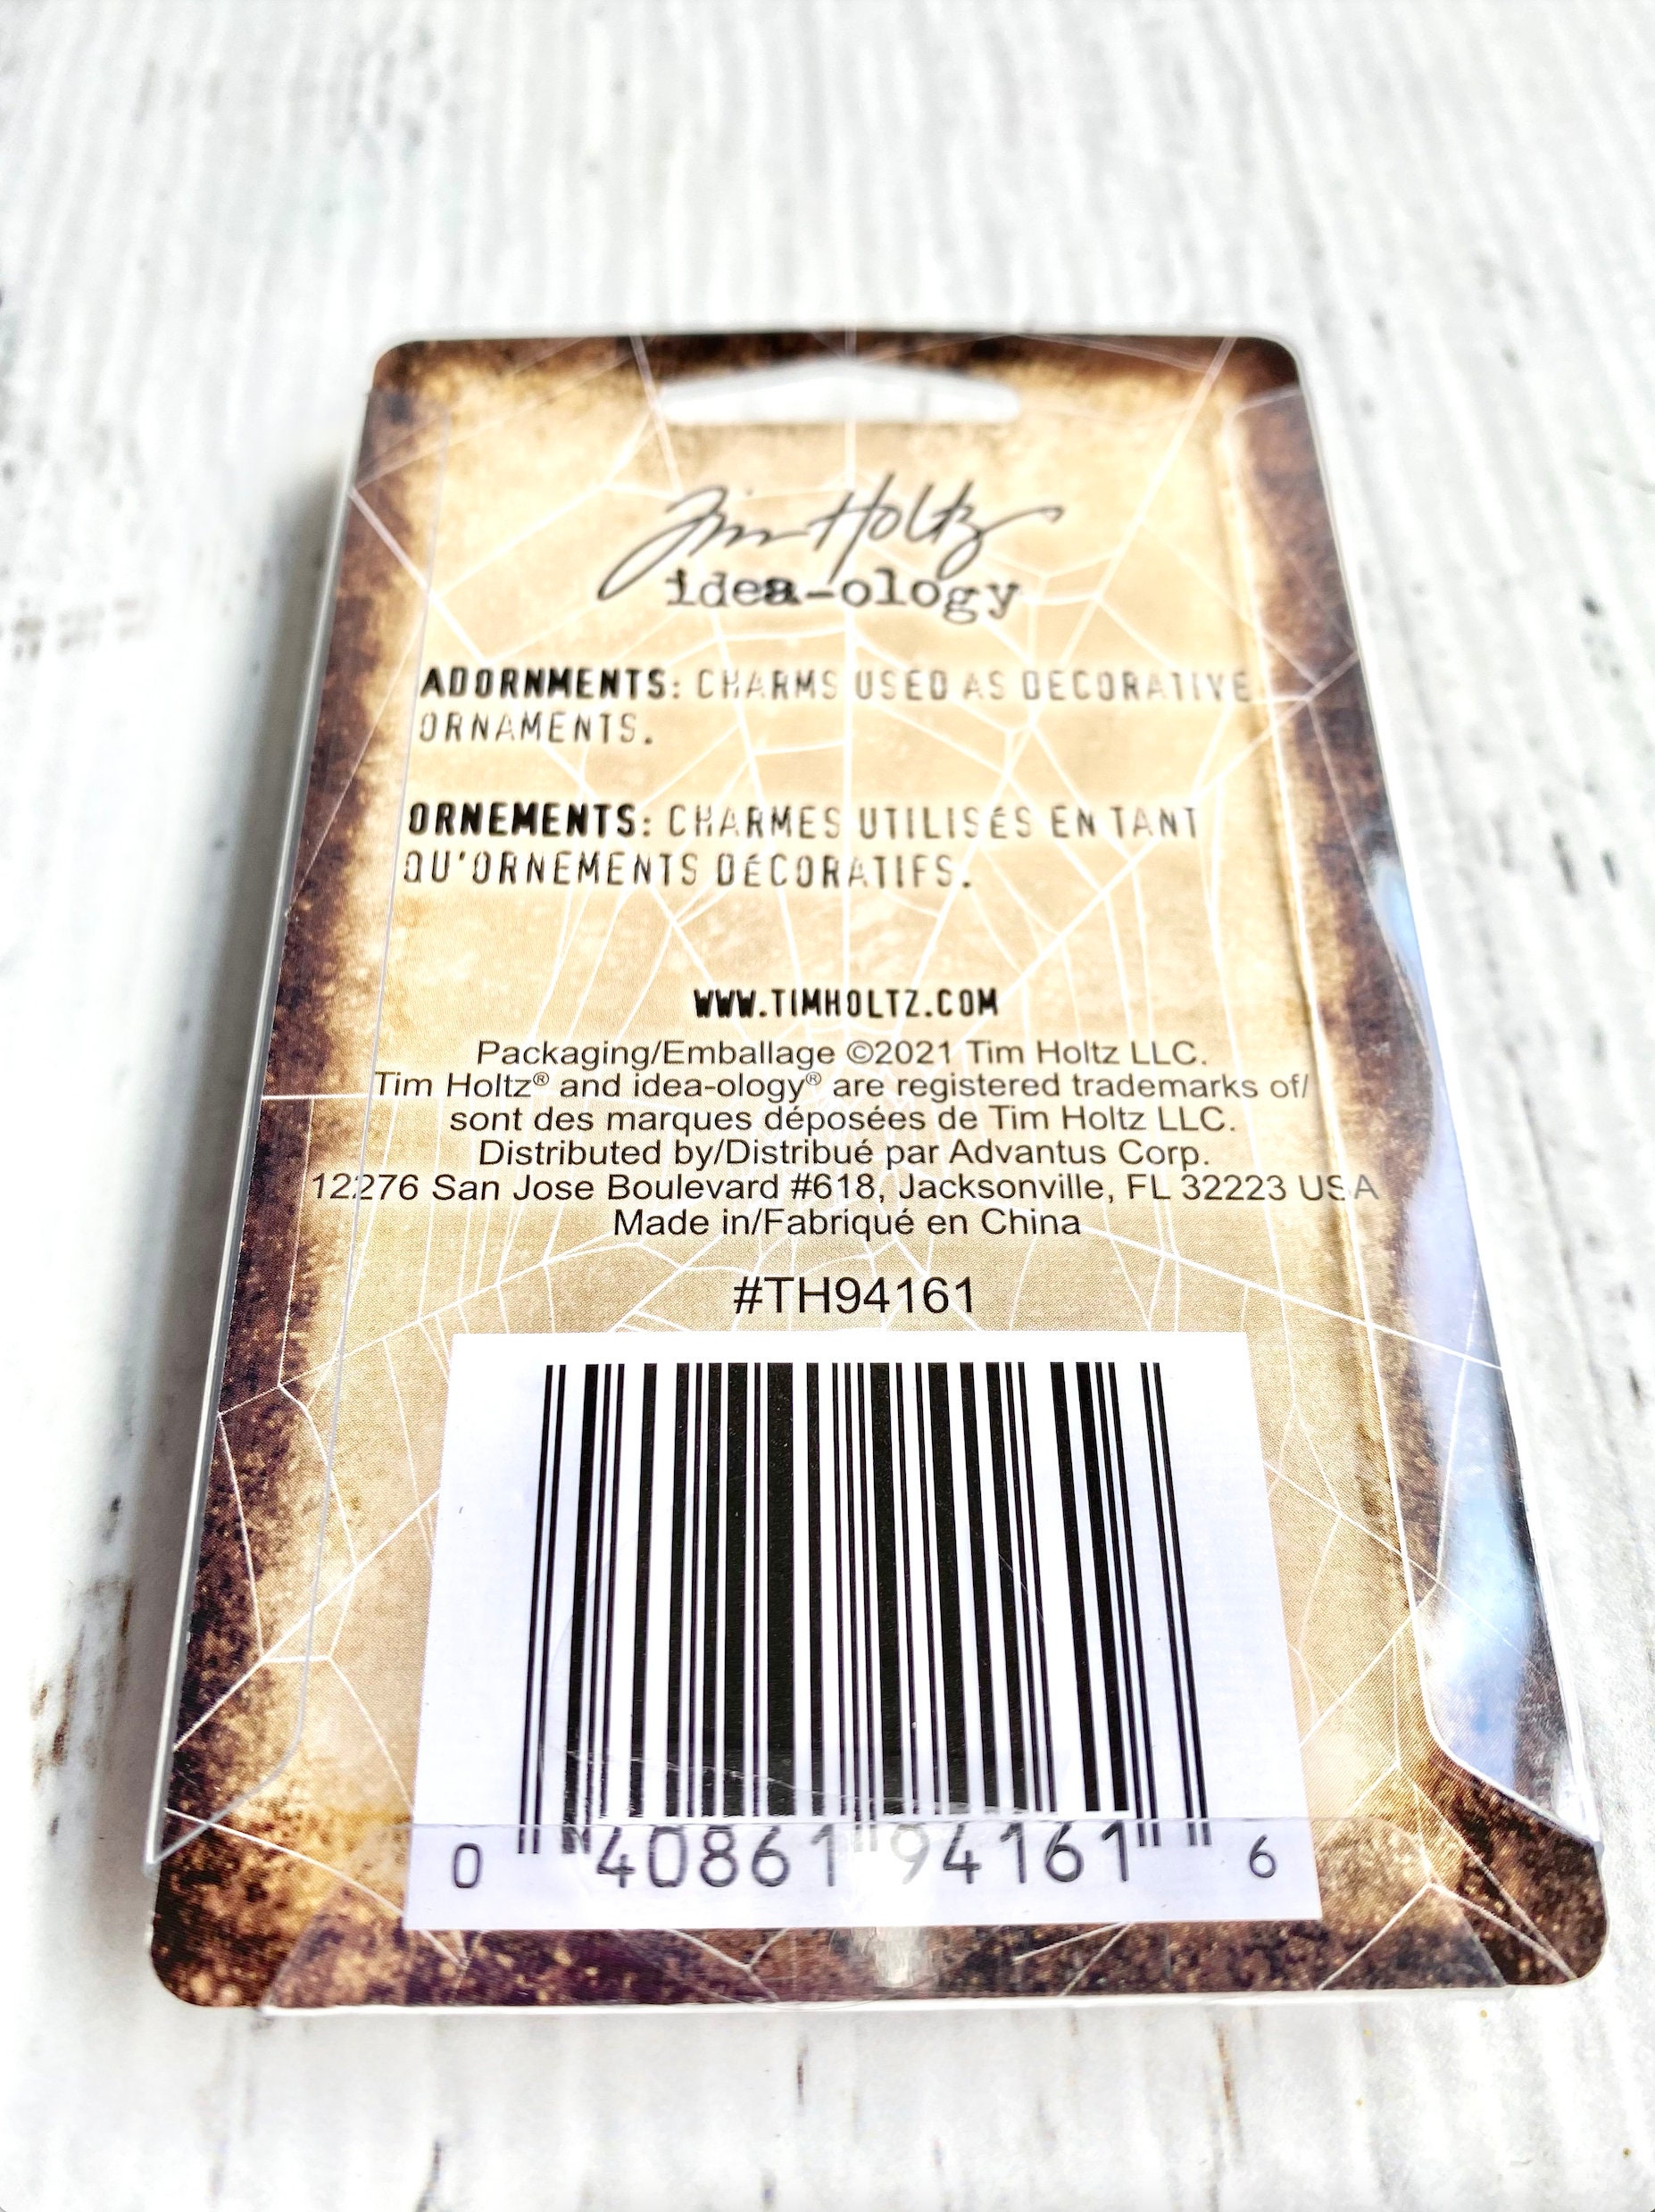 Tim Holtz
idea-ology
ADORNMENTS: CHARMS USED AS DECORATIVE
ORNAMENTS.
ORNEMENTS: CHARMES UTILISÉS EN TANT
QU'ORNEMENTS DÉCORATIFS.
WWW.TIMHOLTZ.COM
Packaging/Emballage ©2021 Tim Holtz LLC.
Tim Holtz® and idea-ology® are registered trademarks of/
sont des marques déposées de Tim Holtz LLC.
Distributed by/Distribué par Advantus Corp.
12276 San Jose Boulevard #618, Jacksonville, FL 32223 USA
Made in/Fabriqué en China
#TH94161
0 40861 94161 6